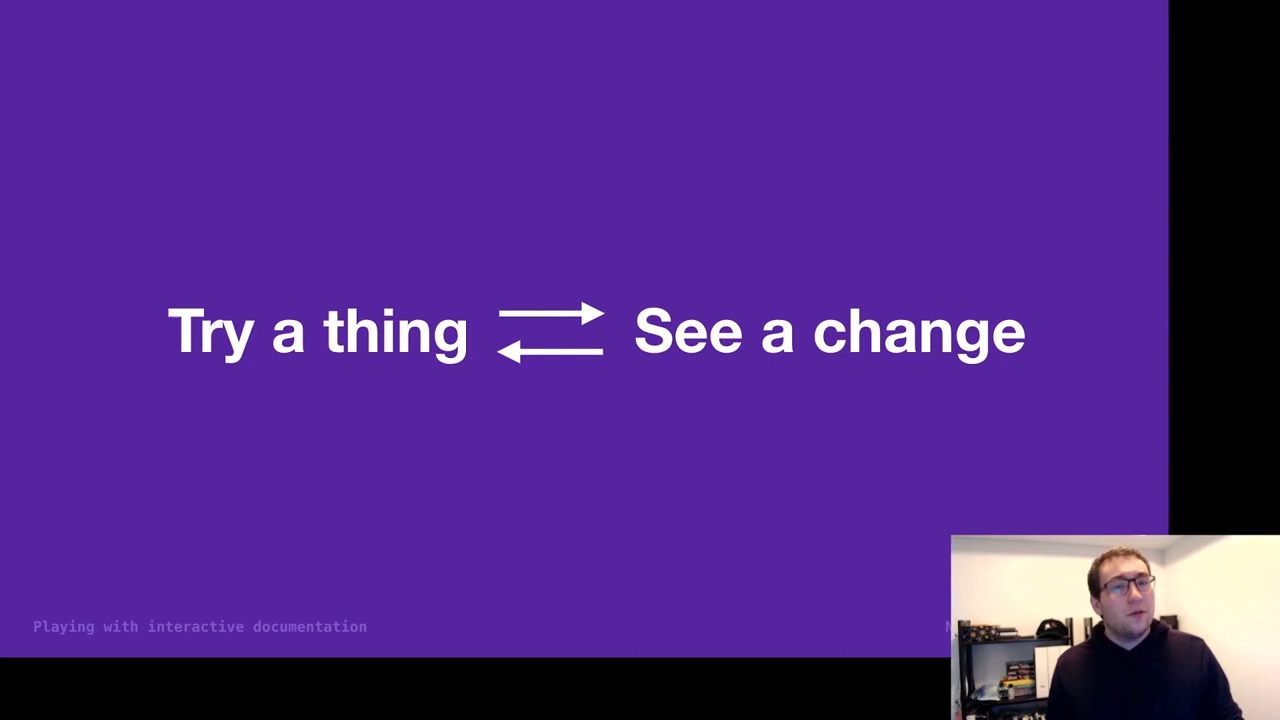 Try a thing See a change
Playing with interactive documentation